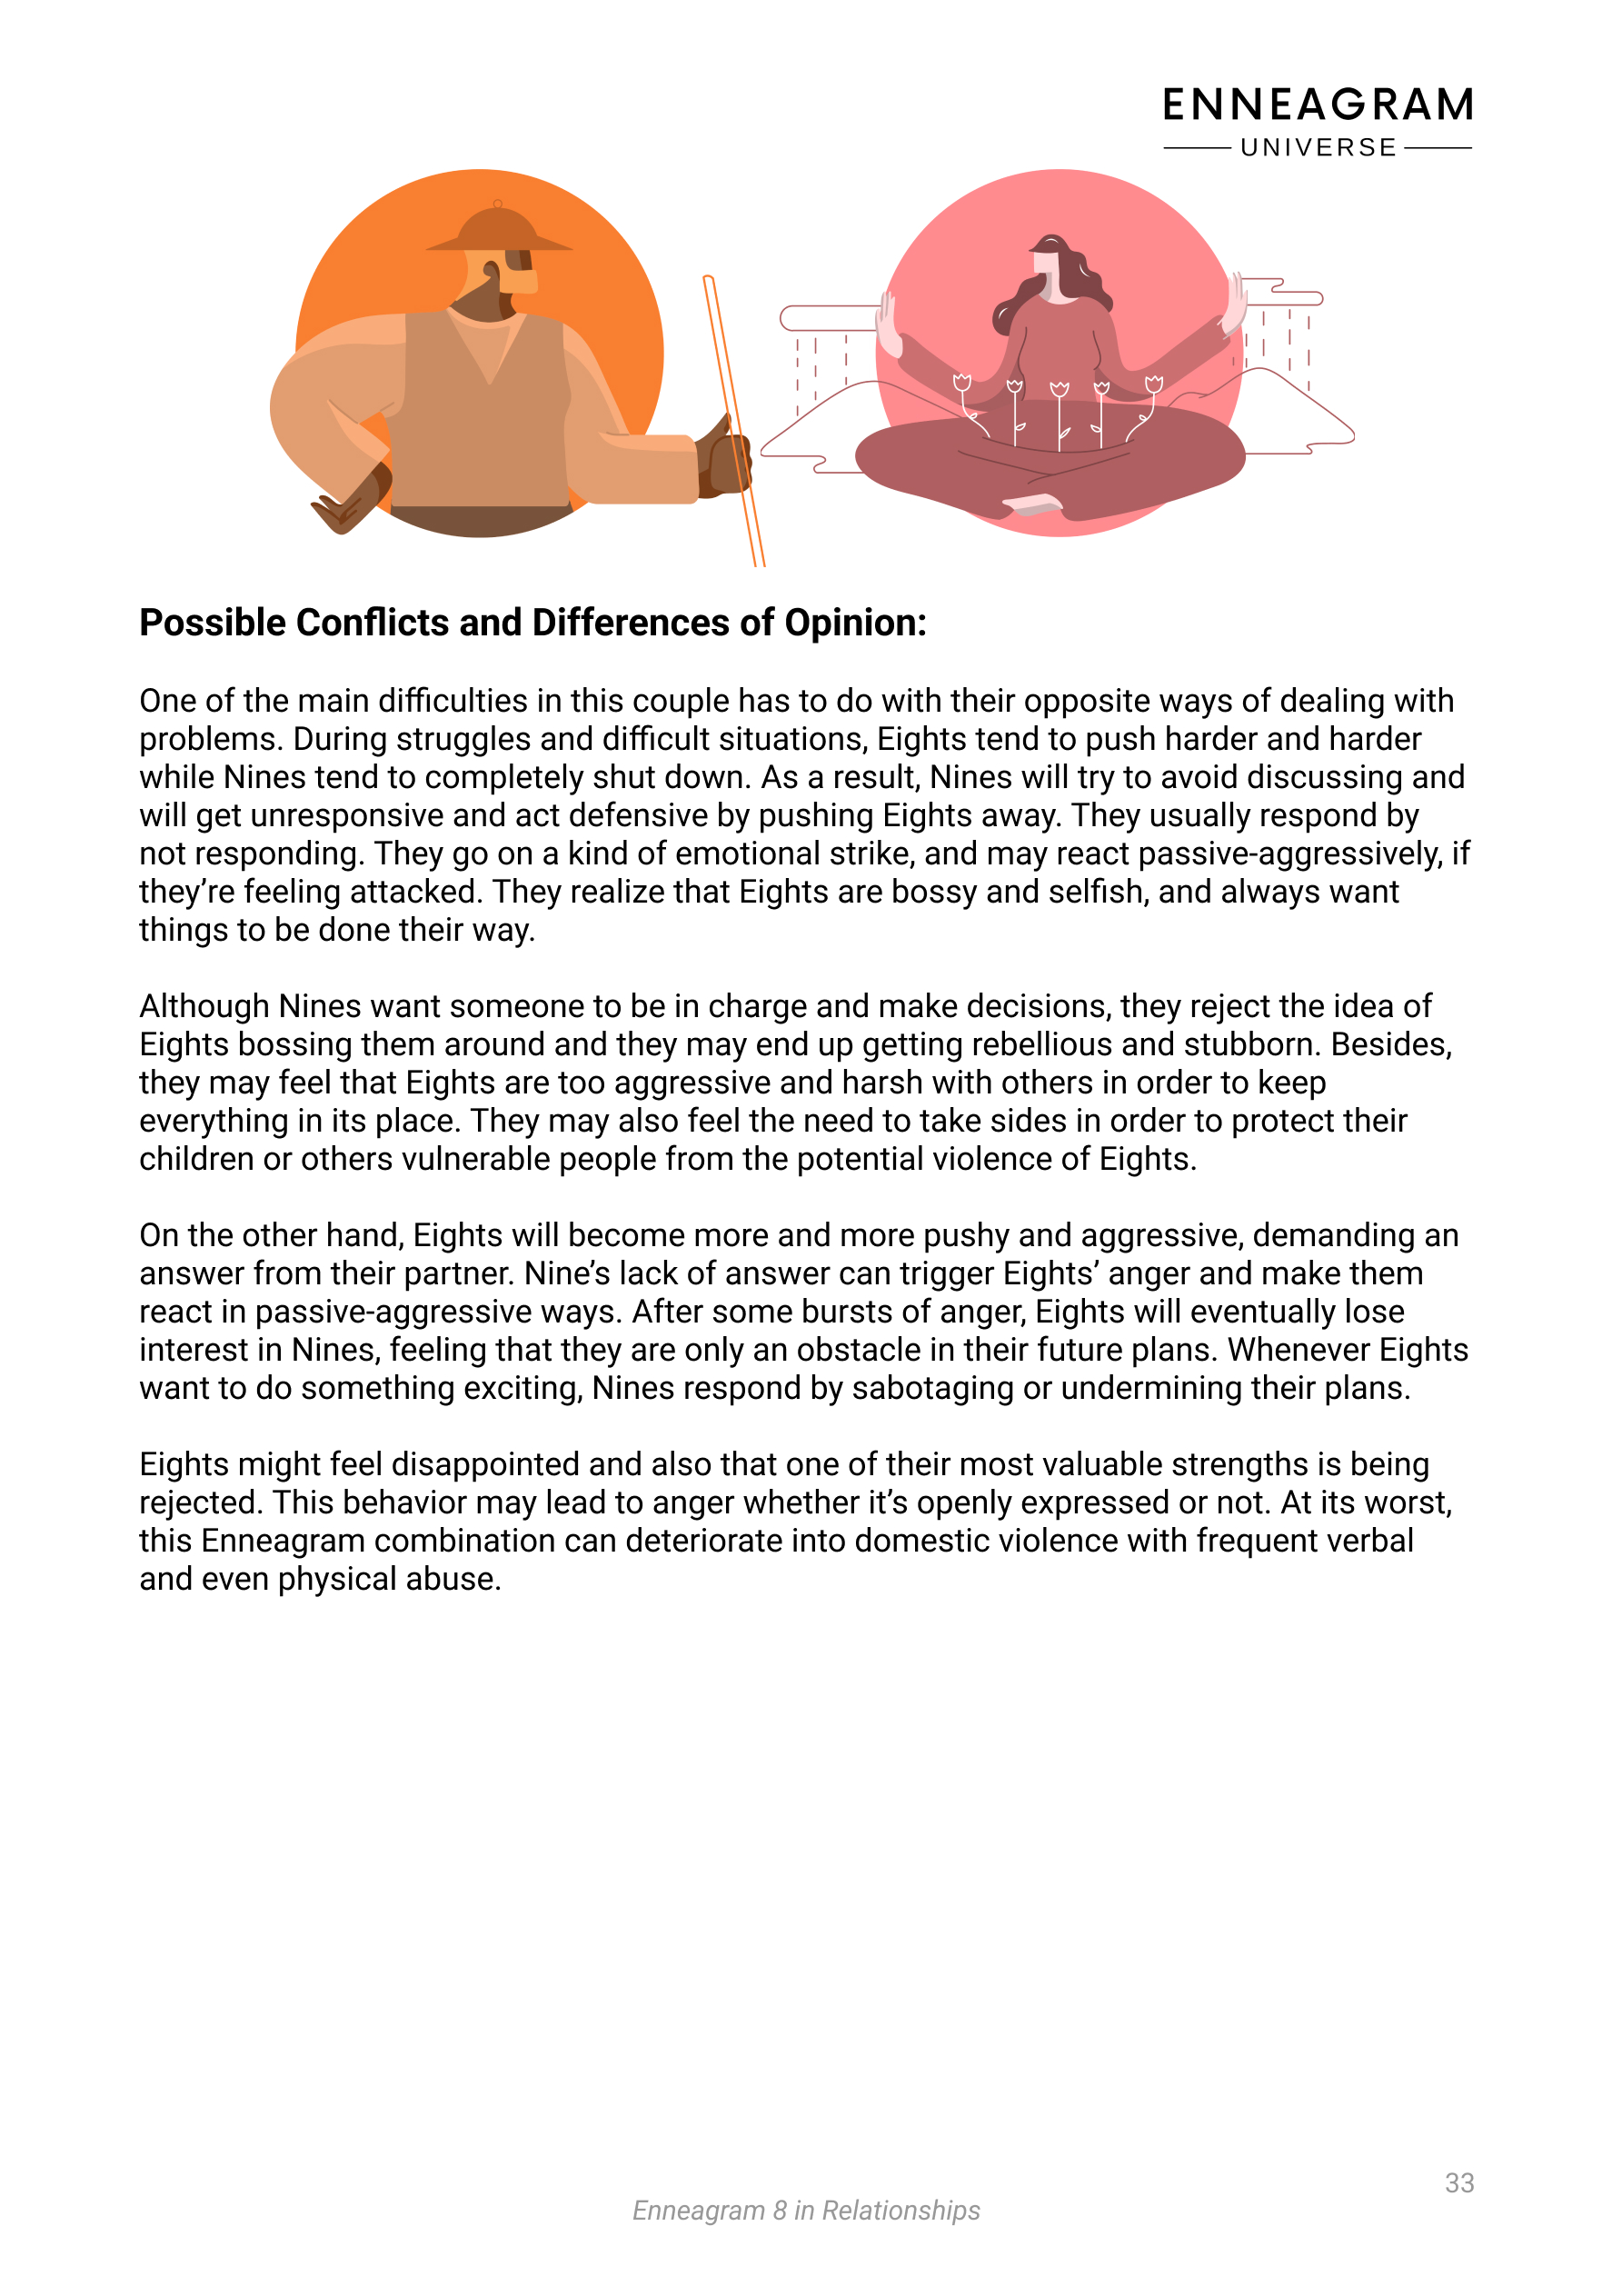 ENNEAGRAM
UNIVERSE
Possible Conflicts and Differences of Opinion:
One of the main difficulties in this couple has to do with their opposite ways of dealing with
problems. During struggles and difficult situations, Eights tend to push harder and harder
while Nines tend to completely shut down. As a result, Nines will try to avoid discussing and
will get unresponsive and act defensive by pushing Eights away. They usually respond by
not responding. They go on a kind of emotional strike, and may react passive-aggressively, if
they’re feeling attacked. They realize that Eights are bossy and selfish, and always want
things to be done their way.
Although Nines want someone to be in charge and make decisions, they reject the idea of
Eights bossing them around and they may end up getting rebellious and stubborn. Besides,
they may feel that Eights are too aggressive and harsh with others in order to keep
everything in its place. They may also feel the need to take sides in order to protect their
children or others vulnerable people from the potential violence of Eights.
On the other hand, Eights will become more and more pushy and aggressive, demanding an
answer from their partner. Nine’s lack of answer can trigger Eights’ anger and make them
react in passive-aggressive ways. After some bursts of anger, Eights will eventually lose
interest in Nines, feeling that they are only an obstacle in their future plans. Whenever Eights
want to do something exciting, Nines respond by sabotaging or undermining their plans.
Eights might feel disappointed and also that one of their most valuable strengths is being
rejected. This behavior may lead to anger whether it’s openly expressed or not. At its worst,
this Enneagram combination can deteriorate into domestic violence with frequent verbal
and even physical abuse.
33
Enneagram 8 in Relationships